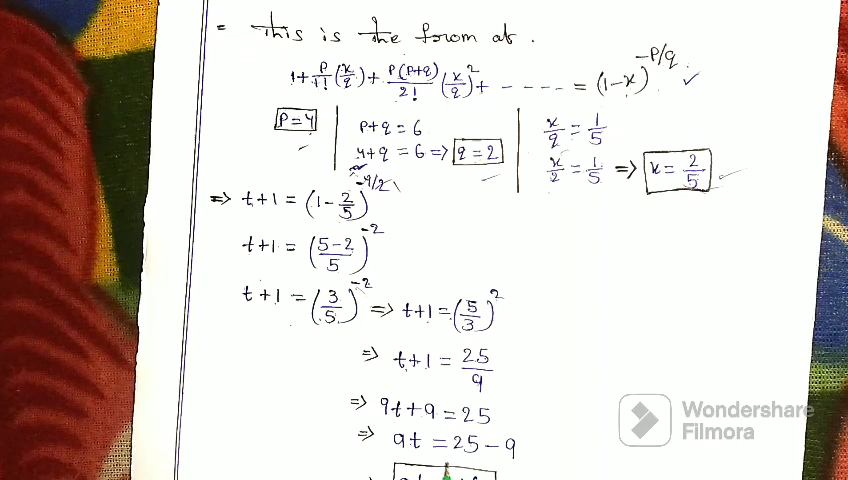 = This is the from at .
1 + P/1! (x/q) + P(P+q)/2! (x/q)² + - - - - = (1-x)^-P/q
P = 4
P+q = 6
4+q = 6 => q = 2
x/q = 1/5
x/2 = 1/5 => x = 2/5
=> t+1 = (1 - 2/5)^-4/2
t+1 = (5-2/5)^-2
t+1 = (3/5)^-2 => t+1 = (5/3)^2
=> t+1 = 25/9
=> 9t+9 = 25
=> 9t = 25-9
Wondershare
Filmora